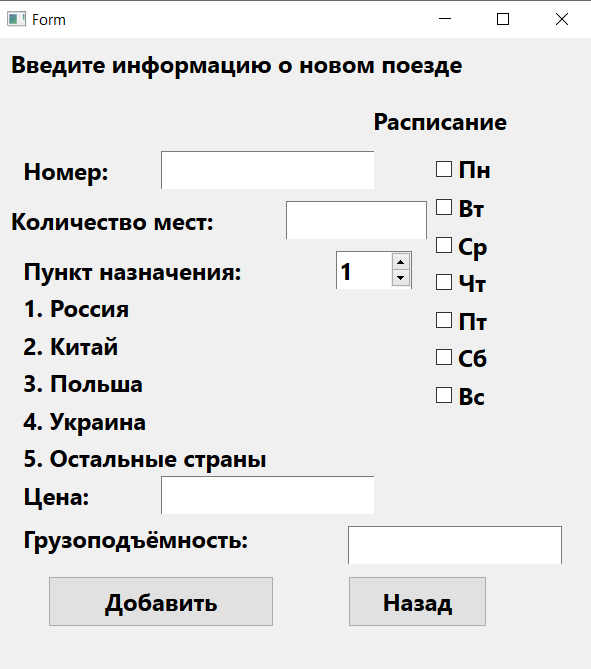 Form
Введите информацию о новом поезде
Расписание
Номер:
Пн
Количество мест:
Вт
Ср
Пункт назначения:
1
Чт
1. Россия
Пт
2. Китай
Сб
3. Польша
Вс
4. Украина
5. Остальные страны
Цена:
Грузоподъёмность:
Добавить
Назад